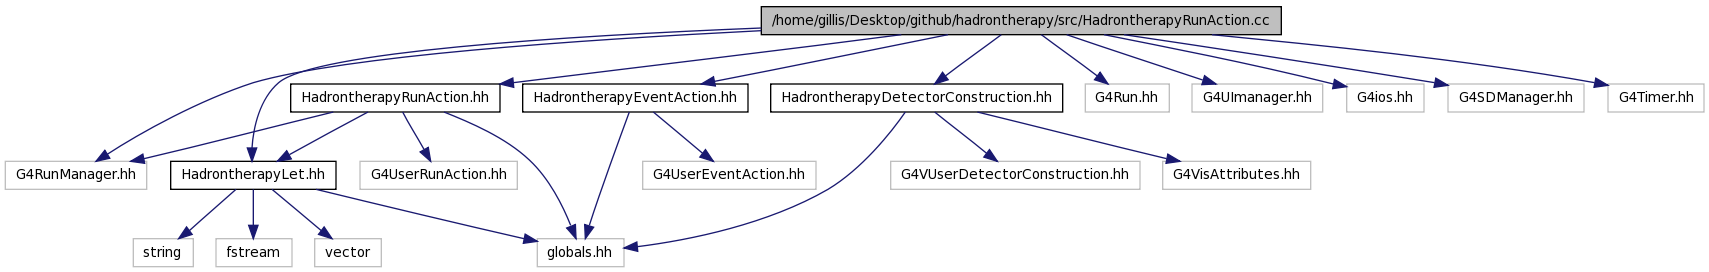 /home/gillis/Desktop/github/hadrontherapy/src/HadrontherapyRunAction.cc
HadrontherapyRunAction.hh
HadrontherapyEventAction.hh
HadrontherapyDetectorConstruction.hh
G4Run.hh
G4UImanager.hh
G4ios.hh
G4SDManager.hh
G4Timer.hh
G4RunManager.hh
HadrontherapyLet.hh
G4UserRunAction.hh
G4UserEventAction.hh
G4VUserDetectorConstruction.hh
G4VisAttributes.hh
string
fstream
vector
globals.hh